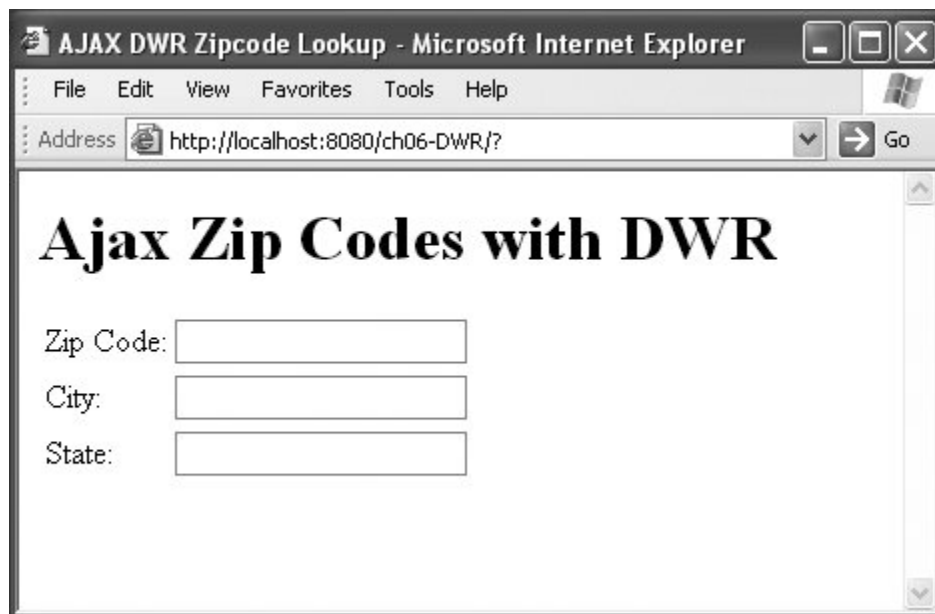 AJAX DWR Zipcode Lookup - Microsoft Internet Explorer
File Edit View Favorites Tools Help
Address http://localhost:8080/ch06-DWR/? Go
Ajax Zip Codes with DWR
Zip Code:
City:
State: